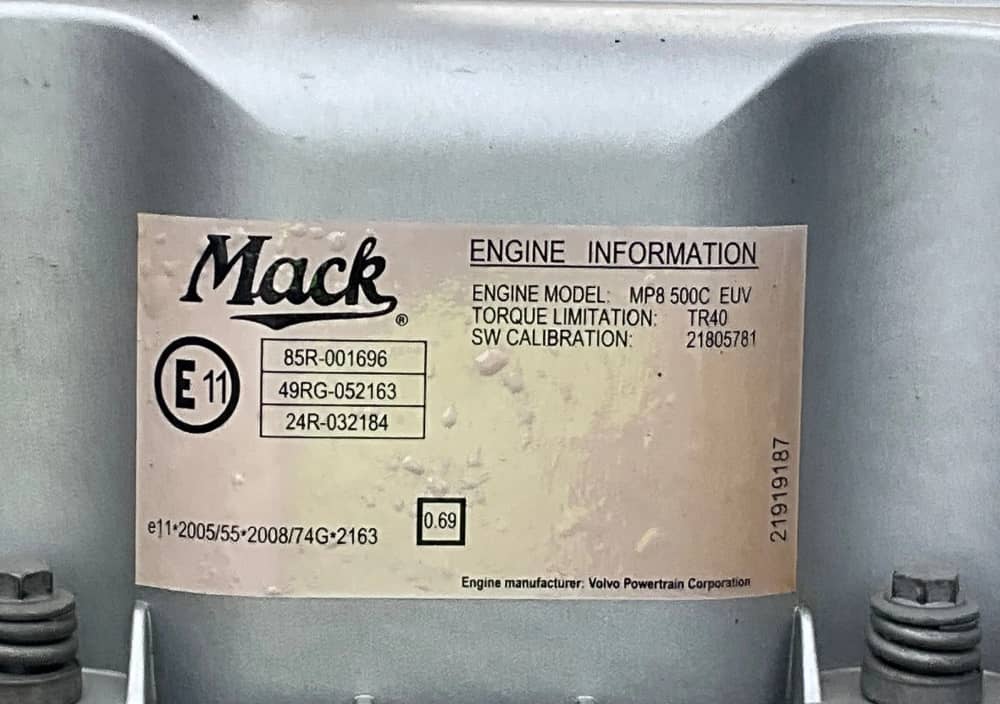 Mack®
ENGINE INFORMATION
ENGINE MODEL: MP8 500C EUV
TORQUE LIMITATION: TR40
SW CALIBRATION: 21805781
E 11
85R-001696
49RG-052163
24R-032184
21919187
e11*2005/55*2008/74G*2163
0.69
Engine manufacturer: Volvo Powertrain Corporation